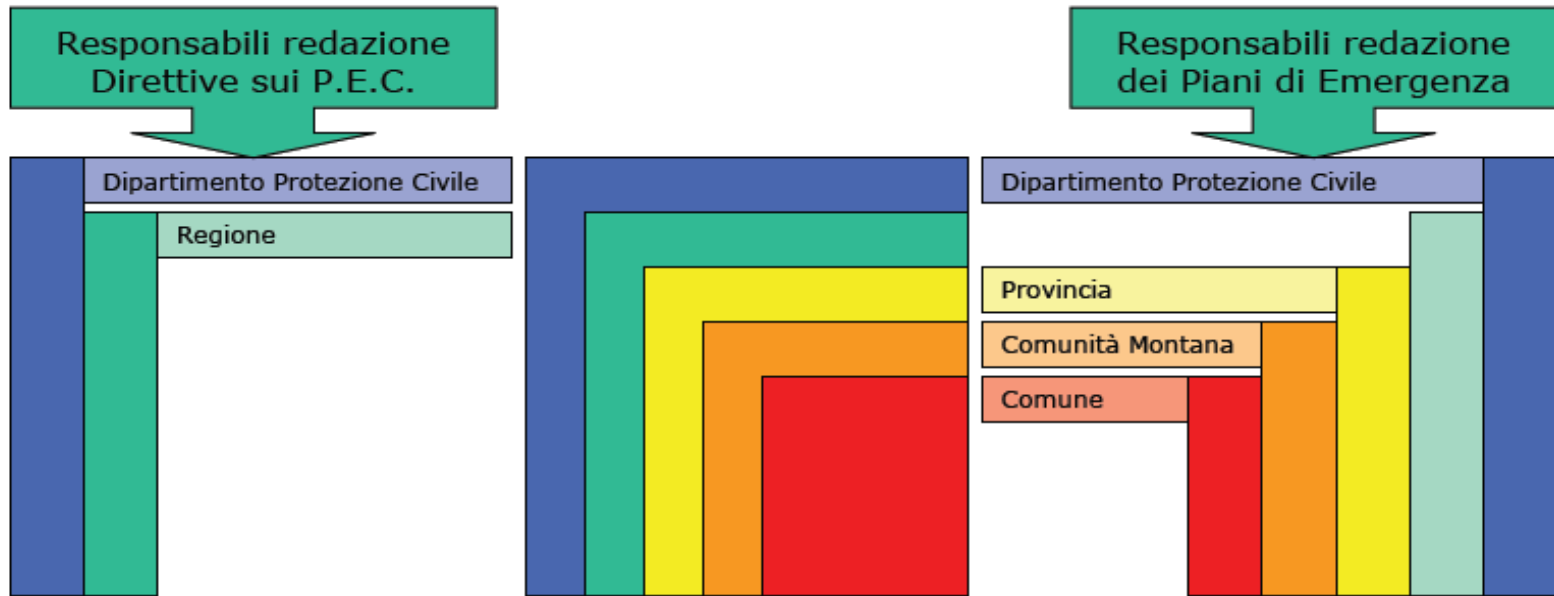 Responsabili redazione
Direttive sui P.E.C.
Responsabili redazione
dei Piani di Emergenza
Dipartimento Protezione Civile
Regione
Dipartimento Protezione Civile
Provincia
Comunità Montana
Comune